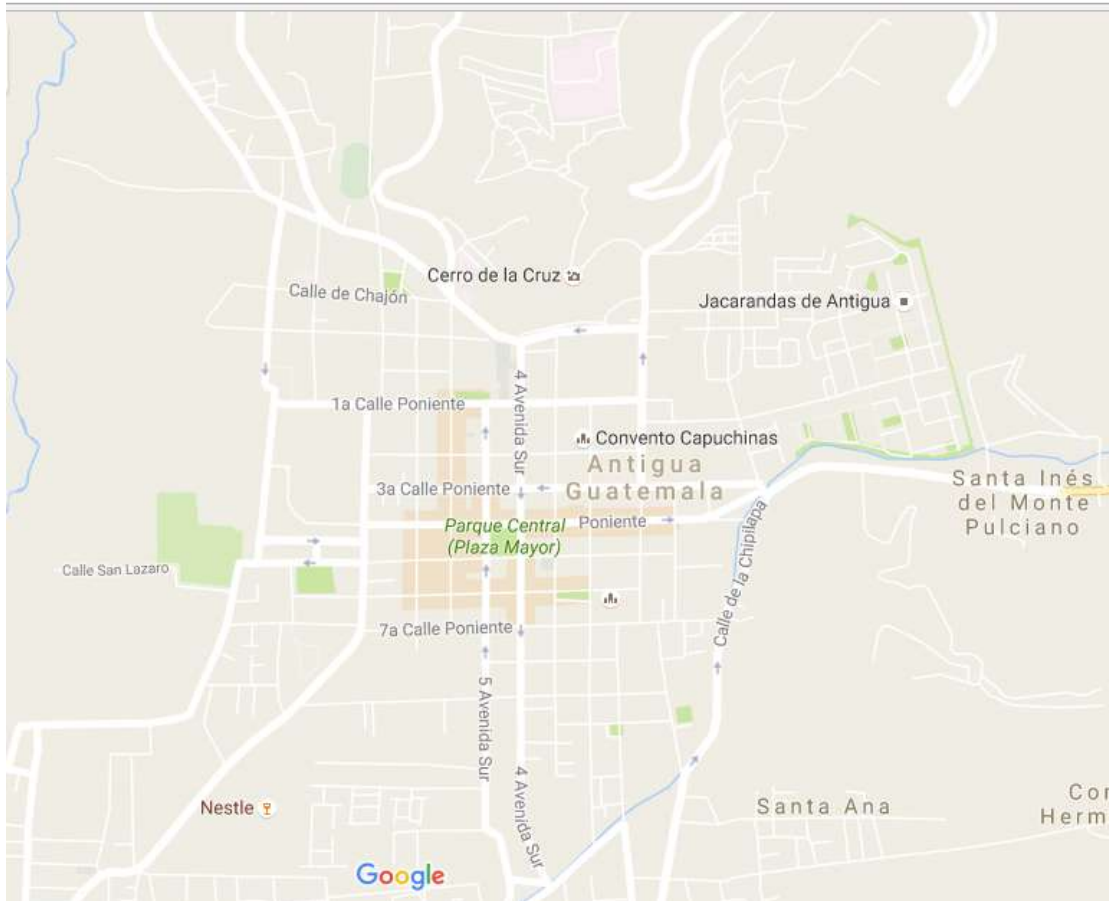 Cerro de la Cruz
Calle de Chajón
Jacarandas de Antigua
4 Avenida Sur
1a Calle Poniente
Convento Capuchinas
Antigua
Guatemala
3a Calle Poniente
Santa Inés
del Monte
Pulciano
Parque Central
(Plaza Mayor)
Poniente
Calle San Lazaro
Calle de la Chipilapa
7a Calle Poniente
5 Avenida Sur
4 Avenida Sur
Nestle
Santa Ana
Cor
Herm
Google